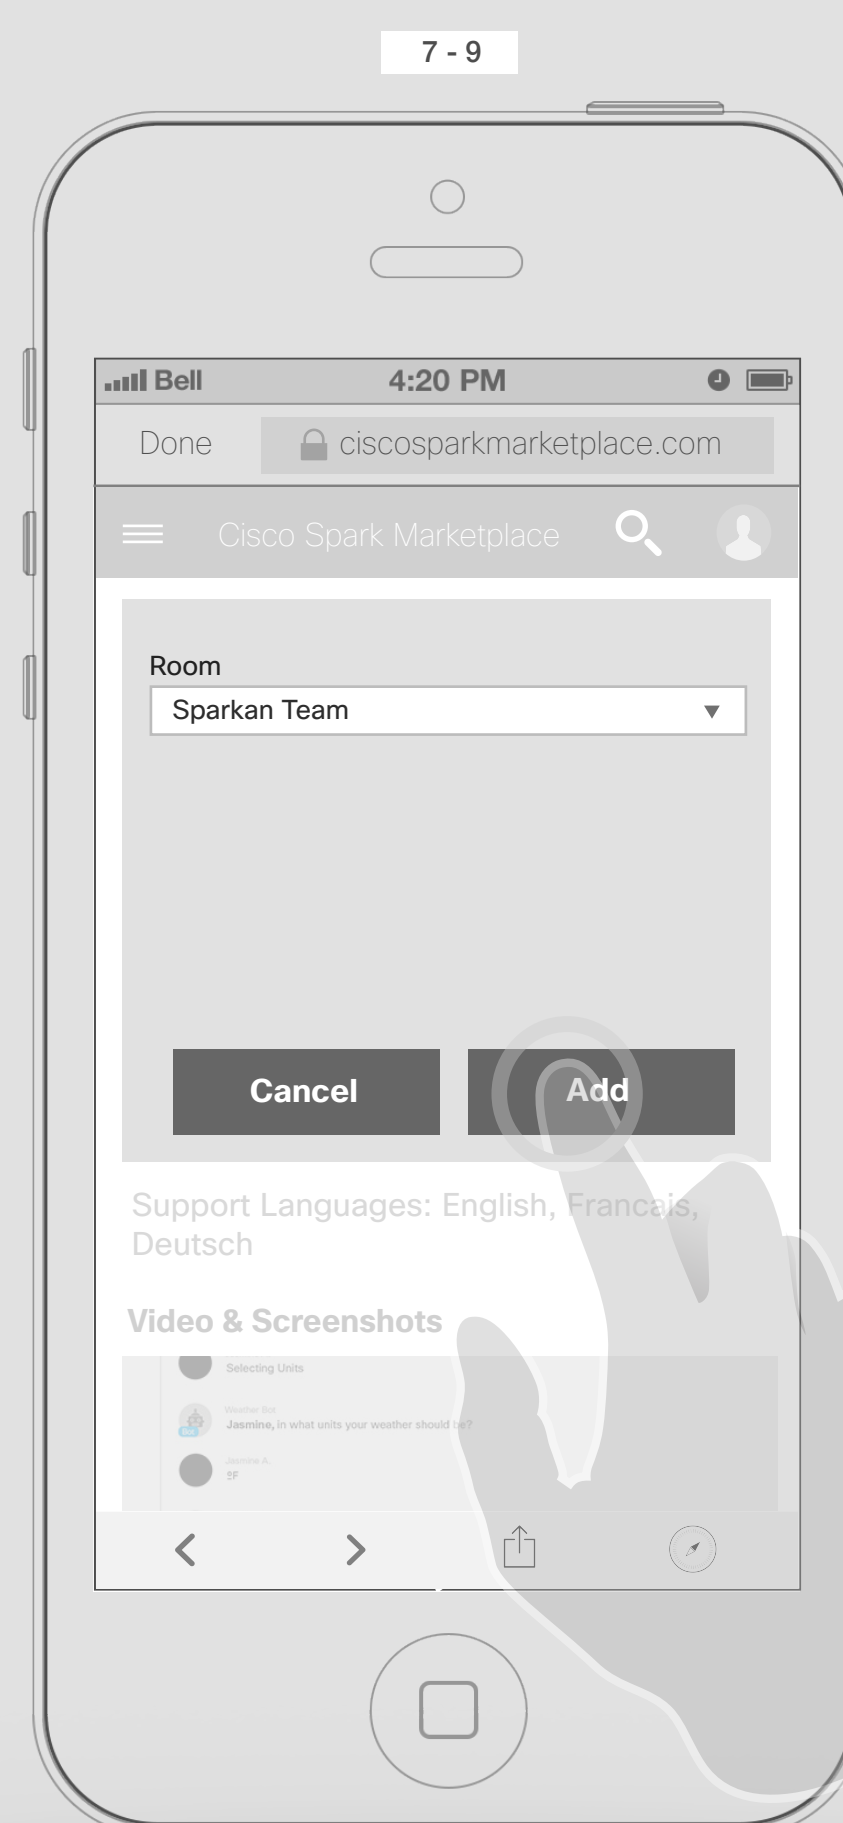 7 - 9
Bell
4:20 PM
Done
ciscosparkmarketplace.com
Cisco Spark Marketplace
Room
Sparkan Team
Cancel
Add
Support Languages: English, Francais,
Deutsch
Video & Screenshots
Selecting Units
Weather Bot
Jasmine, in what units your weather should be?
Bot
Jasmine A.
ºF